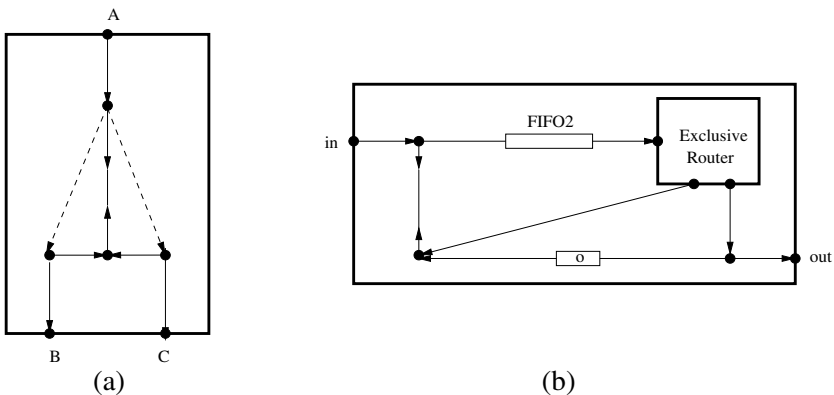 A
B
C
(a)
in
FIFO2
Exclusive
Router
o
out
(b)